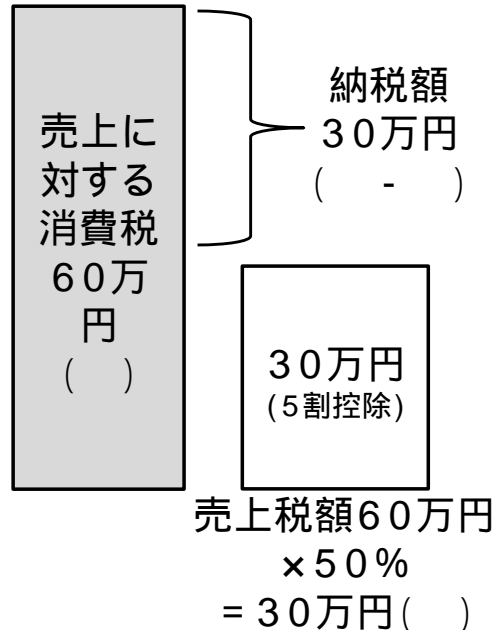 売上に
対する
消費税
60万
円
(　)
納税額
30万円
(　-　)
30万円
(5割控除)
売上税額60万円
×50%
=30万円(　)